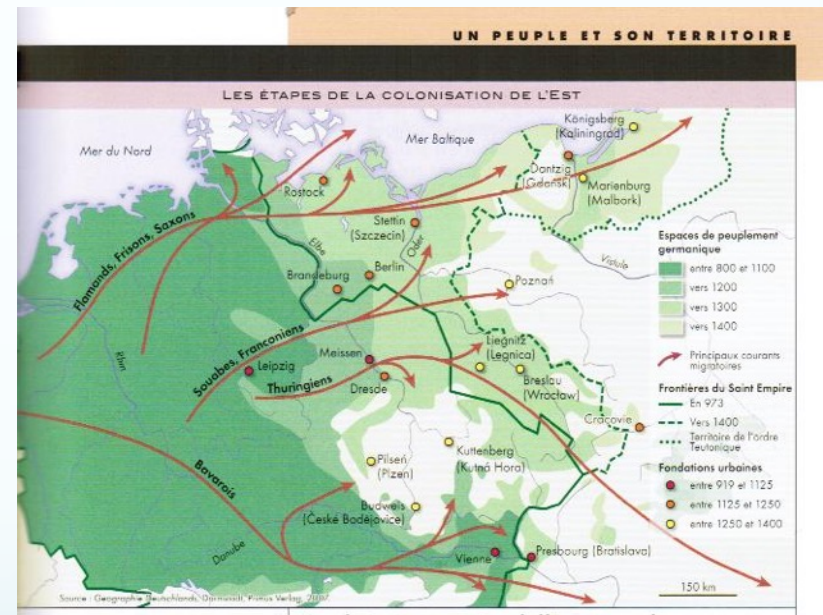 UN PEUPLE ET SON TERRITOIRE
LES ÉTAPES DE LA COLONISATION DE L'EST
Mer du Nord
Mer Baltique
Königsberg
(Kaliningrad)
Dantzig
(Gdańsk)
Marienburg
(Malbork)
Rostock
Stettin
(Szczecin)
Elbe
Oder
Vistule
Brandeburg
Berlin
Poznań
Flamands, Frisons, Saxons
Rhin
Souabes, Franconiens
Leipzig
Meissen
Thuringiens
Dresde
Liegnitz
(Legnica)
Breslau
(Wrocław)
Cracovie
Bavarois
Pilsen
(Plzen)
Kuttenberg
(Kutná Hora)
Budweis
(České Budějovice)
Danube
Vienne
Presbourg (Bratislava)
Espaces de peuplement
germanique
entre 800 et 1100
vers 1200
vers 1300
vers 1400
Principaux courants
migratoires
Frontières du Saint Empire
En 973
Vers 1400
Territoire de l'ordre
Teutonique
Fondations urbaines
entre 919 et 1125
entre 1125 et 1250
entre 1250 et 1400
150 km
Source : Geographie Deutschlands, Darmstadt, Primus Verlag,